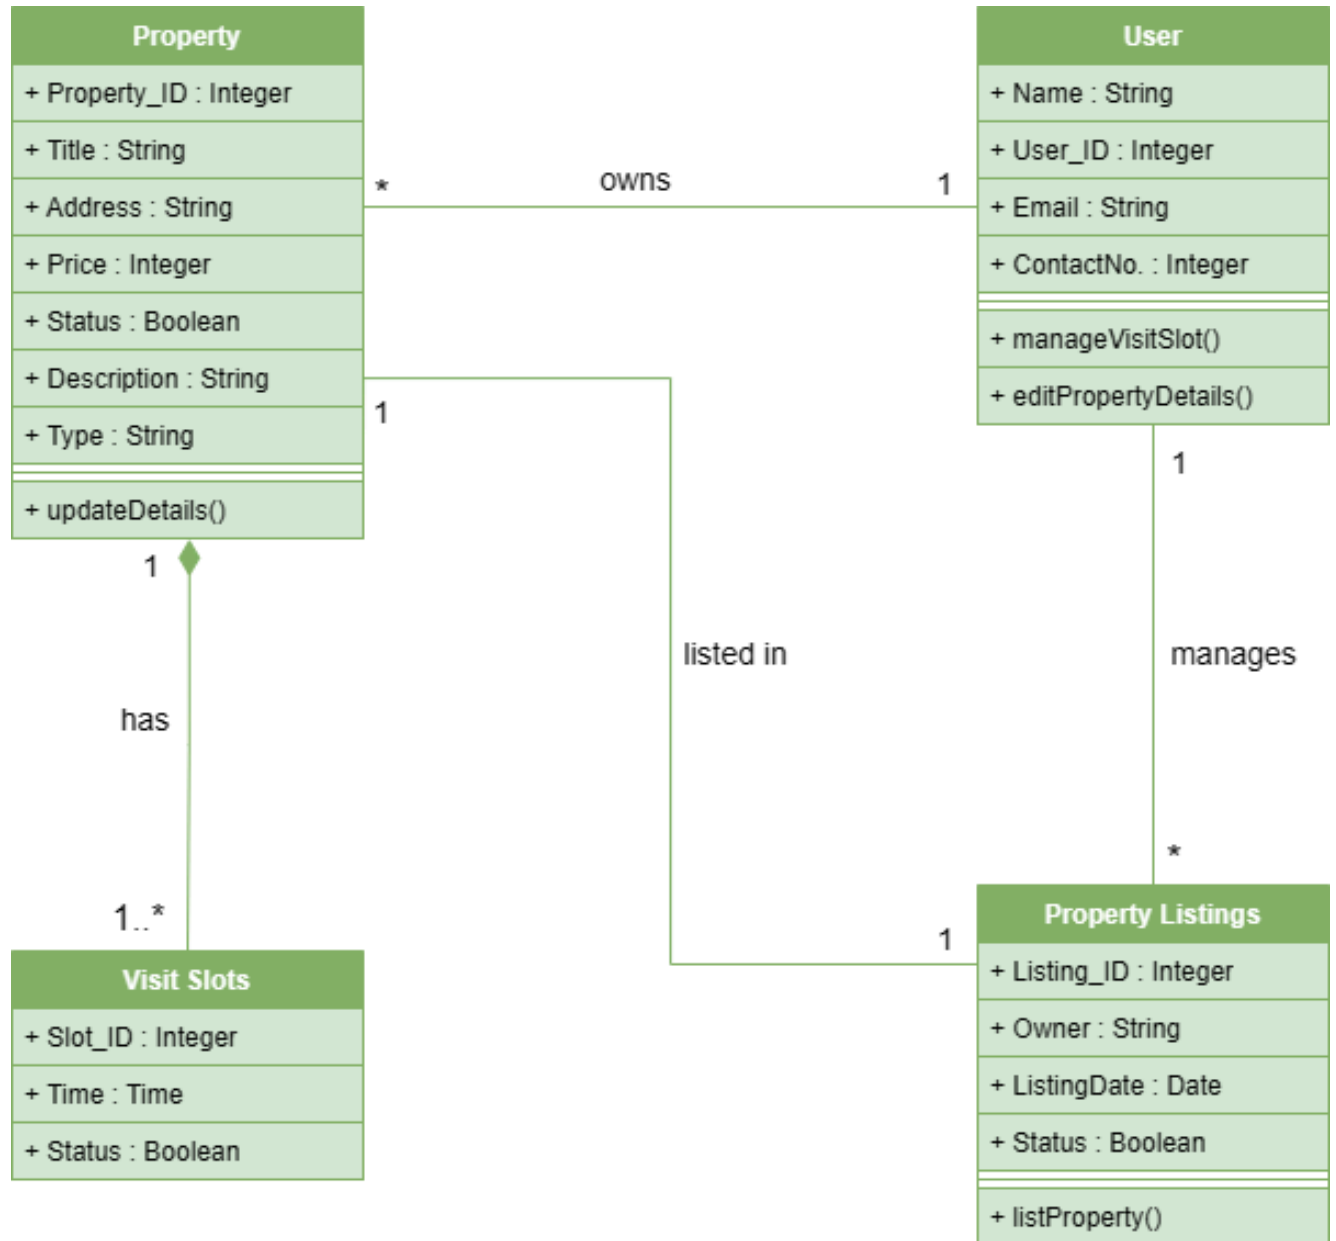 Property
+ Property_ID : Integer
+ Title : String
+ Address : String
+ Price : Integer
+ Status : Boolean
+ Description : String
+ Type : String
+ updateDetails()
User
+ Name : String
+ User_ID : Integer
+ Email : String
+ ContactNo. : Integer
+ manageVisitSlot()
+ editPropertyDetails()
* owns 1
1
1
1
has
listed in
manages
1..*
*
1
Visit Slots
+ Slot_ID : Integer
+ Time : Time
+ Status : Boolean
Property Listings
+ Listing_ID : Integer
+ Owner : String
+ ListingDate : Date
+ Status : Boolean
+ listProperty()